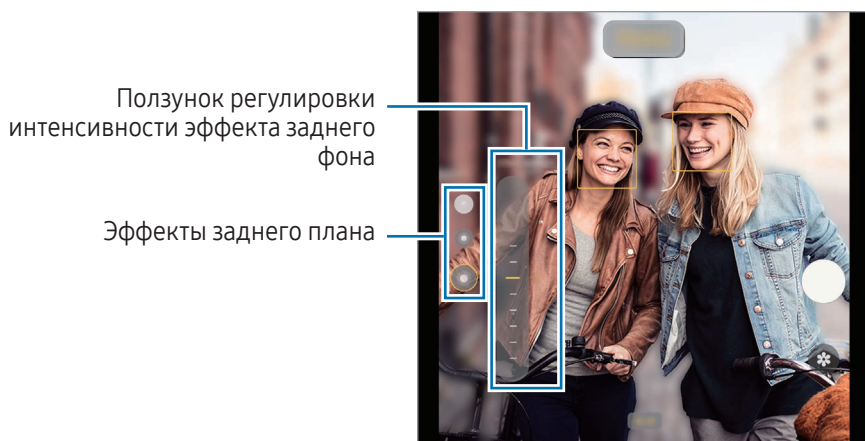 Ползунок регулировки
интенсивности эффекта заднего
фона
Эффекты заднего плана